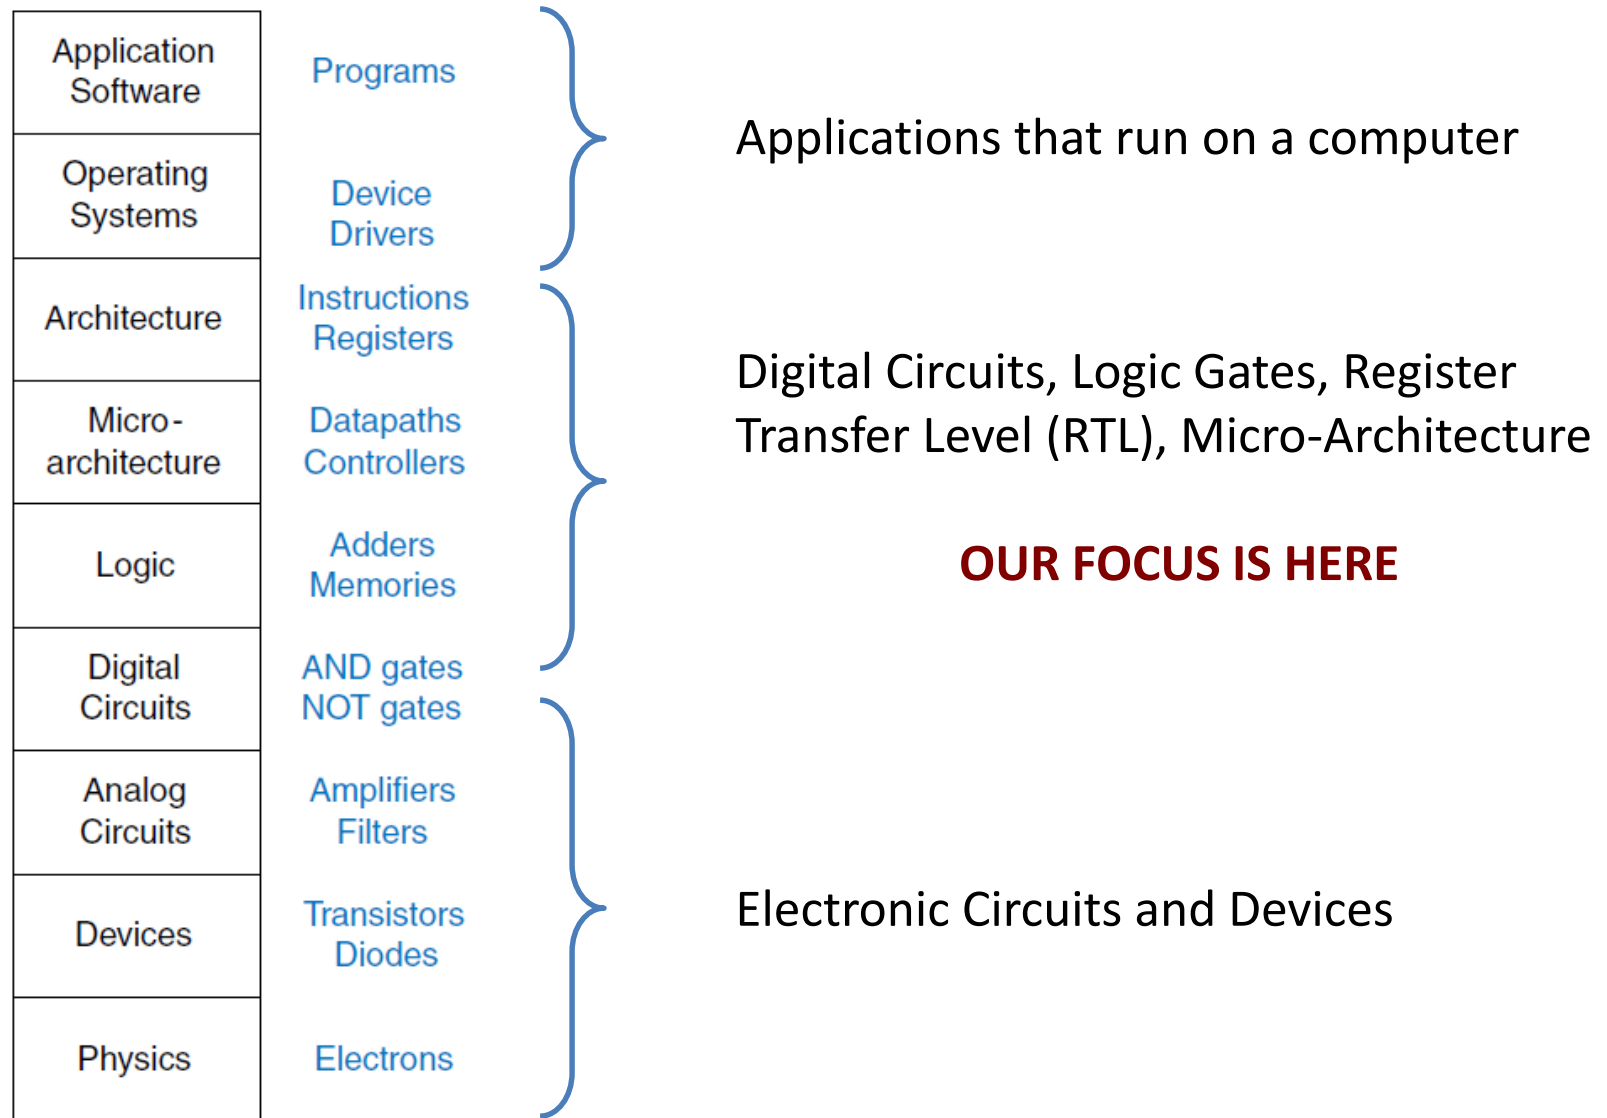 Application
Software
Programs
Applications that run on a computer
Operating
Systems
Device
Drivers
Architecture
Instructions
Registers
Digital Circuits, Logic Gates, Register
Transfer Level (RTL), Micro-Architecture
Micro-
architecture
Datapaths
Controllers
Logic
Adders
Memories
OUR FOCUS IS HERE
Digital
Circuits
AND gates
NOT gates
Analog
Circuits
Amplifiers
Filters
Devices
Transistors
Diodes
Electronic Circuits and Devices
Physics
Electrons